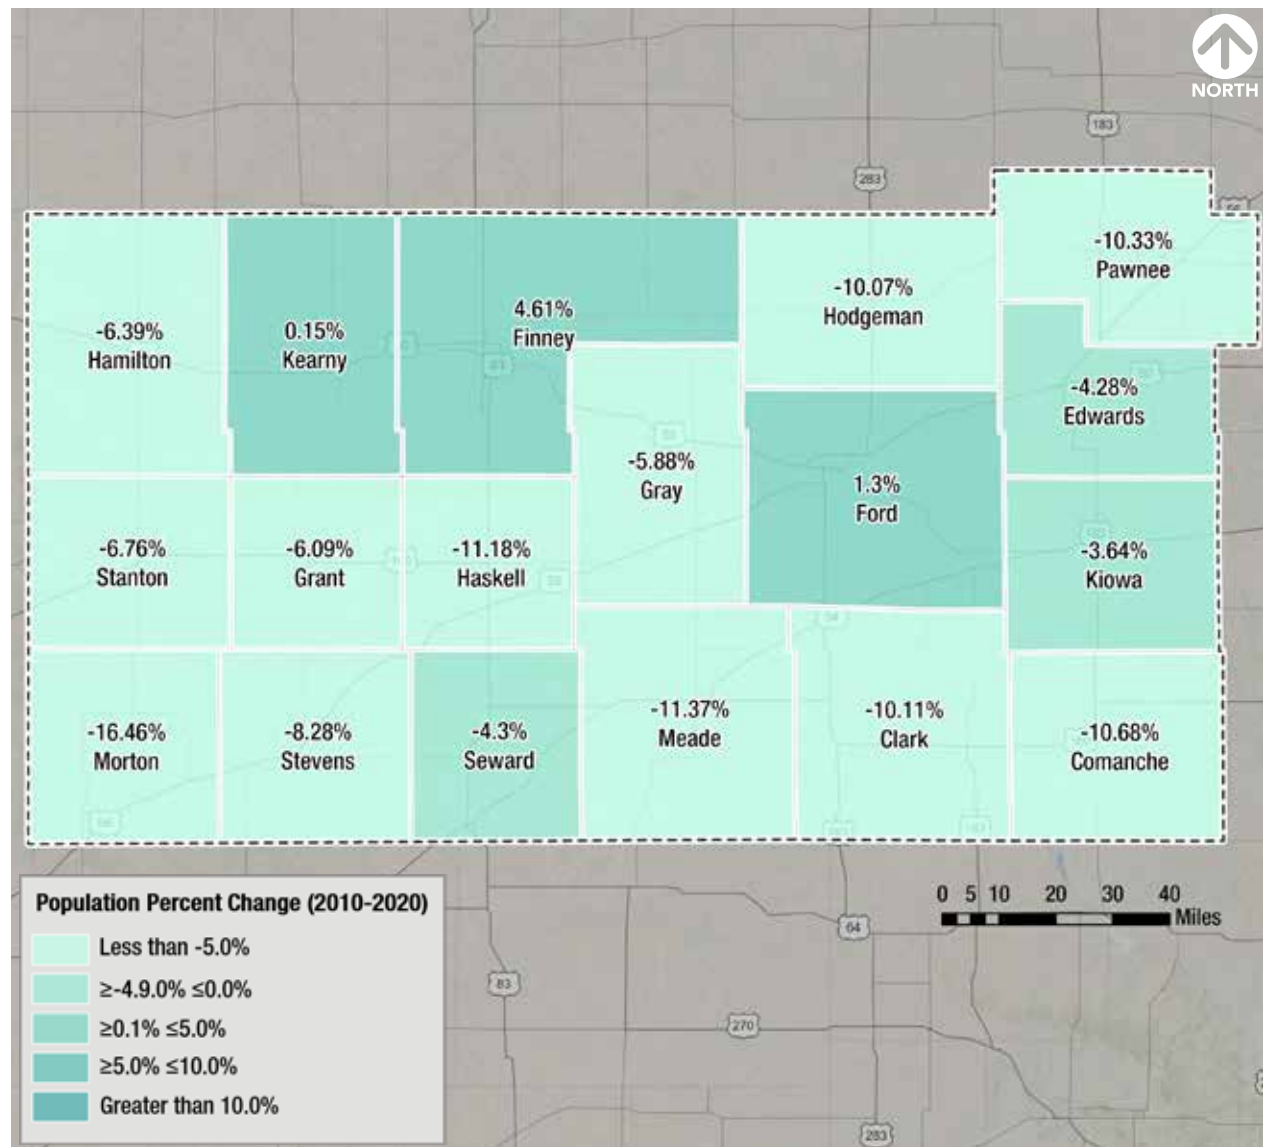 NORTH
183
283
-10.33%
Pawnee
-10.07%
Hodgeman
4.61%
Finney
-6.39%
Hamilton
0.15%
Kearny
-4.28%
Edwards
-5.88%
Gray
1.3%
Ford
-6.76%
Stanton
-6.09%
Grant
-11.18%
Haskell
-3.64%
Kiowa
-16.46%
Morton
-8.28%
Stevens
-4.3%
Seward
-11.37%
Meade
-10.11%
Clark
-10.68%
Comanche
Population Percent Change (2010-2020)
Less than -5.0%
≥-4.9.0% ≤0.0%
≥0.1% ≤5.0%
≥5.0% ≤10.0%
Greater than 10.0%
0 5 10 20 30 40
Miles
64
83
270
283